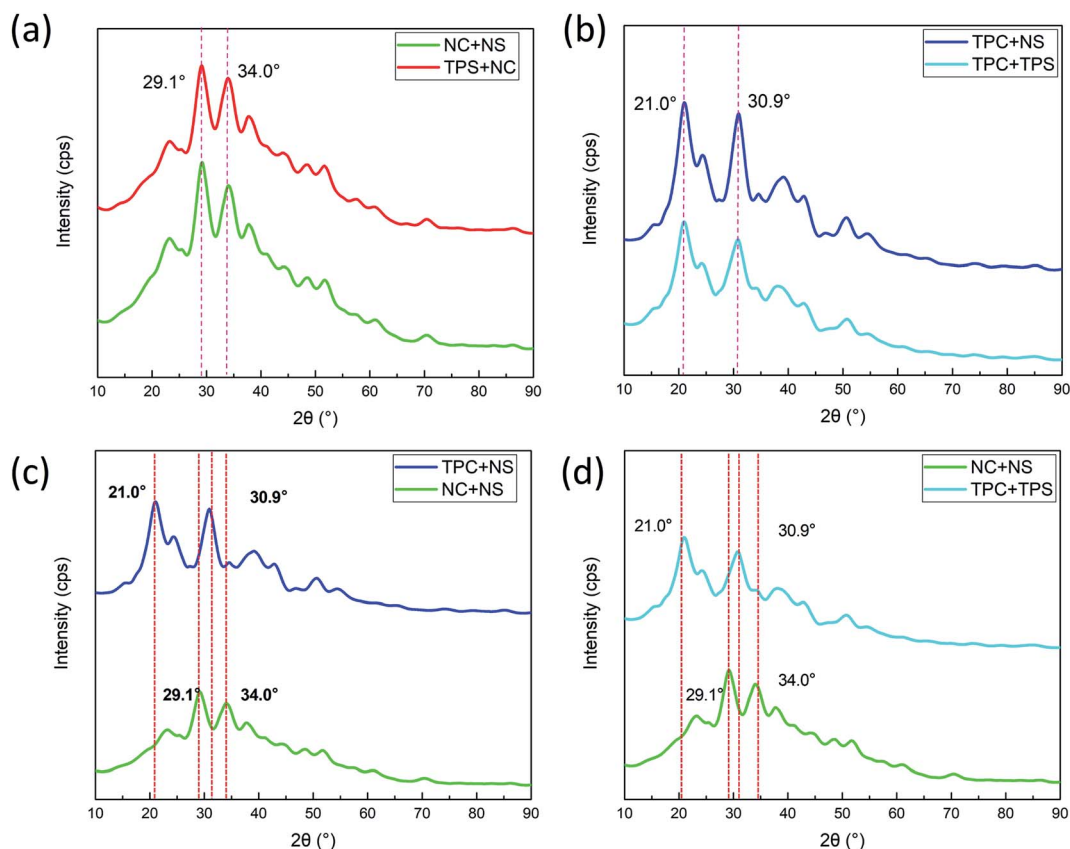 (a)
NC+NS
TPS+NC
29.1°
34.0°
Intensity (cps)
10 20 30 40 50 60 70 80 90
2θ (°)
(b)
TPC+NS
TPC+TPS
21.0°
30.9°
Intensity (cps)
10 20 30 40 50 60 70 80 90
2θ (°)
(c)
TPC+NS
NC+NS
21.0°
30.9°
29.1°
34.0°
Intensity (cps)
10 20 30 40 50 60 70 80 90
2θ (°)
(d)
NC+NS
TPC+TPS
21.0°
30.9°
29.1°
34.0°
Intensity (cps)
10 20 30 40 50 60 70 80 90
2θ (°)